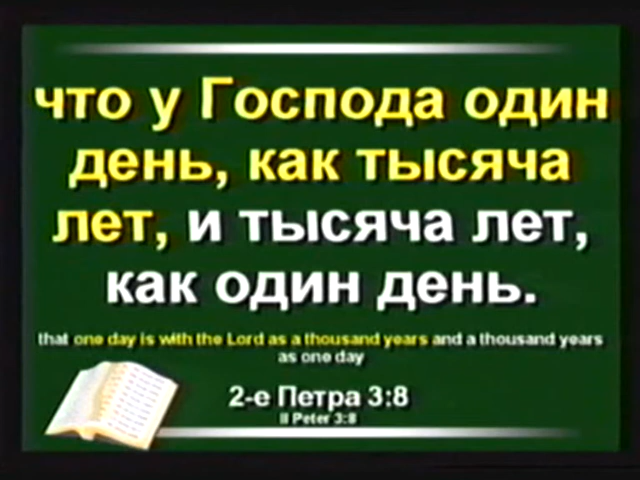 что у Господа один
день, как тысяча
лет, и тысяча лет,
как один день.
that one day is with the Lord as a thousand years and a thousand years
as one day
2-е Петра 3:8
II Peter 3:8